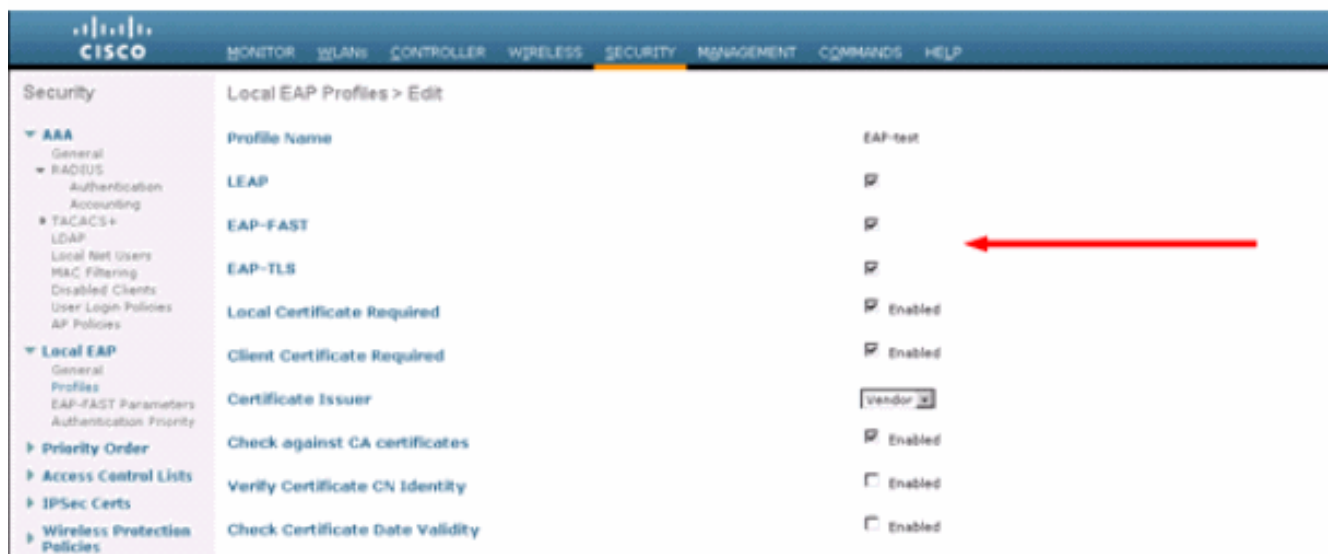 CISCO
MONITOR WLANs CONTROLLER WIRELESS SECURITY MANAGEMENT COMMANDS HELP
Security
AAA
General
RADIUS
Authentication
Accounting
TACACS+
LDAP
Local Net Users
MAC Filtering
Disabled Clients
User Login Policies
AP Policies
Local EAP
General
Profiles
EAP-FAST Parameters
Authentication Priority
Priority Order
Access Control Lists
IPSec Certs
Wireless Protection
Policies
Local EAP Profiles > Edit
Profile Name EAP-test
LEAP
EAP-FAST
EAP-TLS
Local Certificate Required Enabled
Client Certificate Required Enabled
Certificate Issuer Vendor
Check against CA certificates Enabled
Verify Certificate CN Identity Enabled
Check Certificate Date Validity Enabled